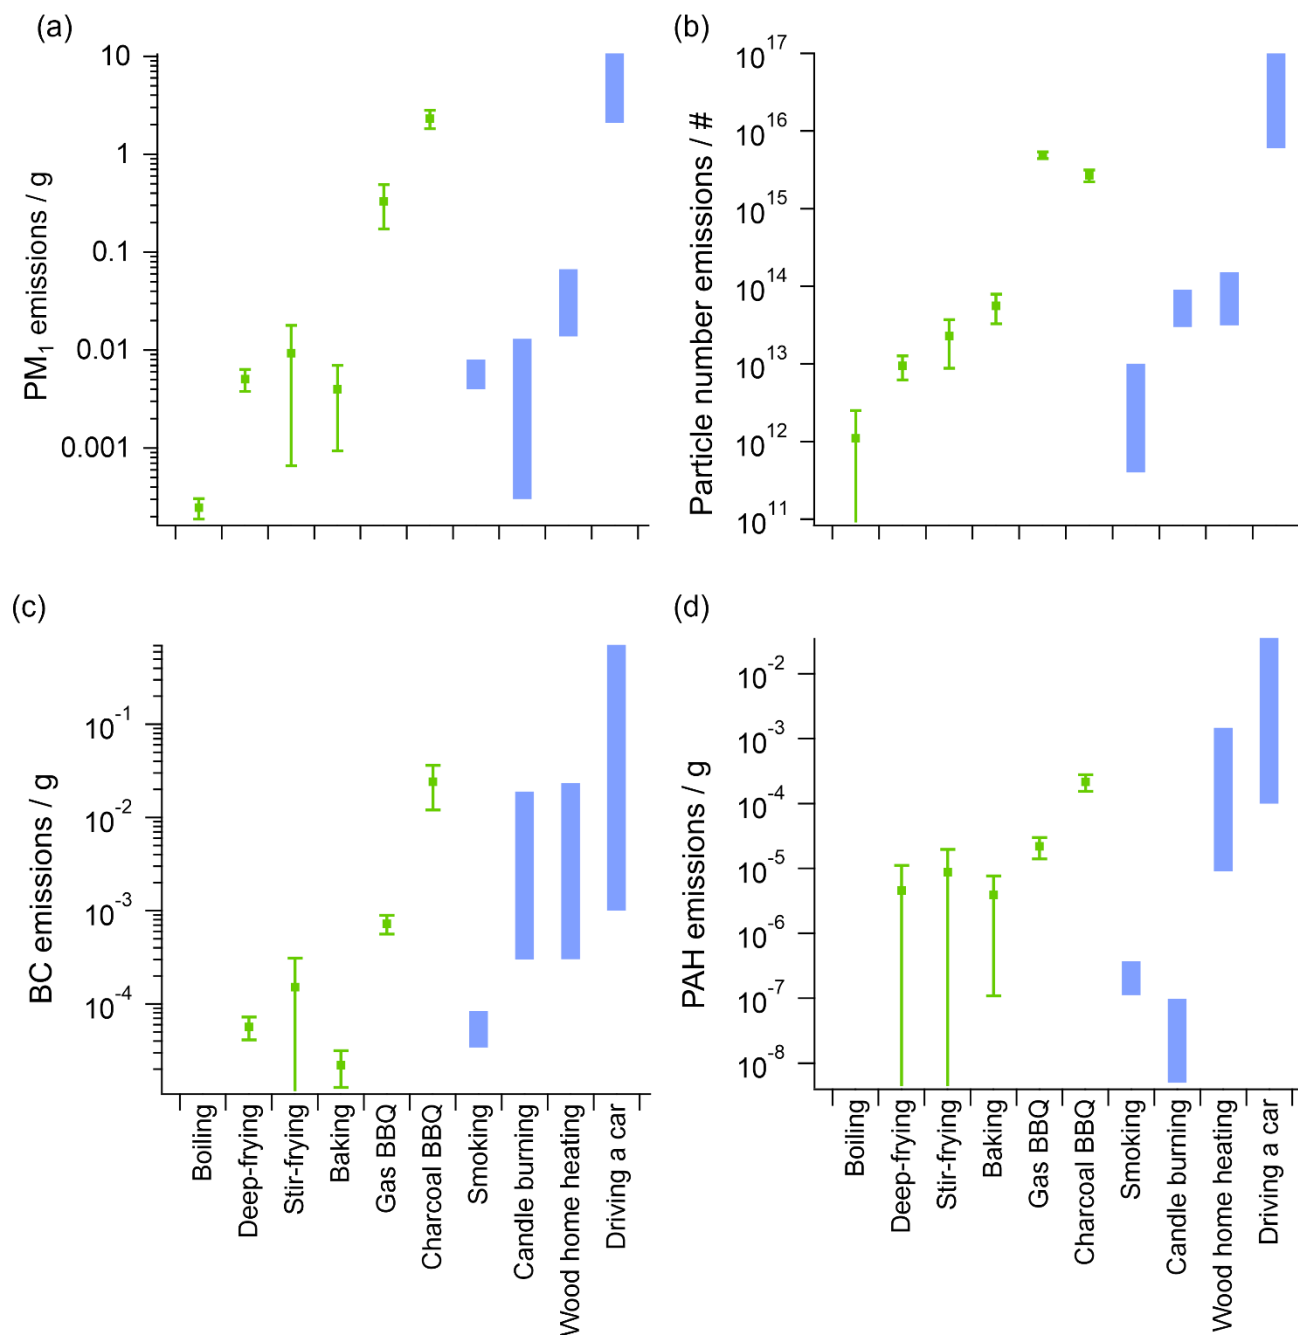 (a)
PM1 emissions / g
10
1
0.1
0.01
0.001
(b)
Particle number emissions / #
10^17
10^16
10^15
10^14
10^13
10^12
10^11
(c)
BC emissions / g
10^-1
10^-2
10^-3
10^-4
Boiling
Deep-frying
Stir-frying
Baking
Gas BBQ
Charcoal BBQ
Smoking
Candle burning
Wood home heating
Driving a car
(d)
PAH emissions / g
10^-2
10^-3
10^-4
10^-5
10^-6
10^-7
10^-8
Boiling
Deep-frying
Stir-frying
Baking
Gas BBQ
Charcoal BBQ
Smoking
Candle burning
Wood home heating
Driving a car